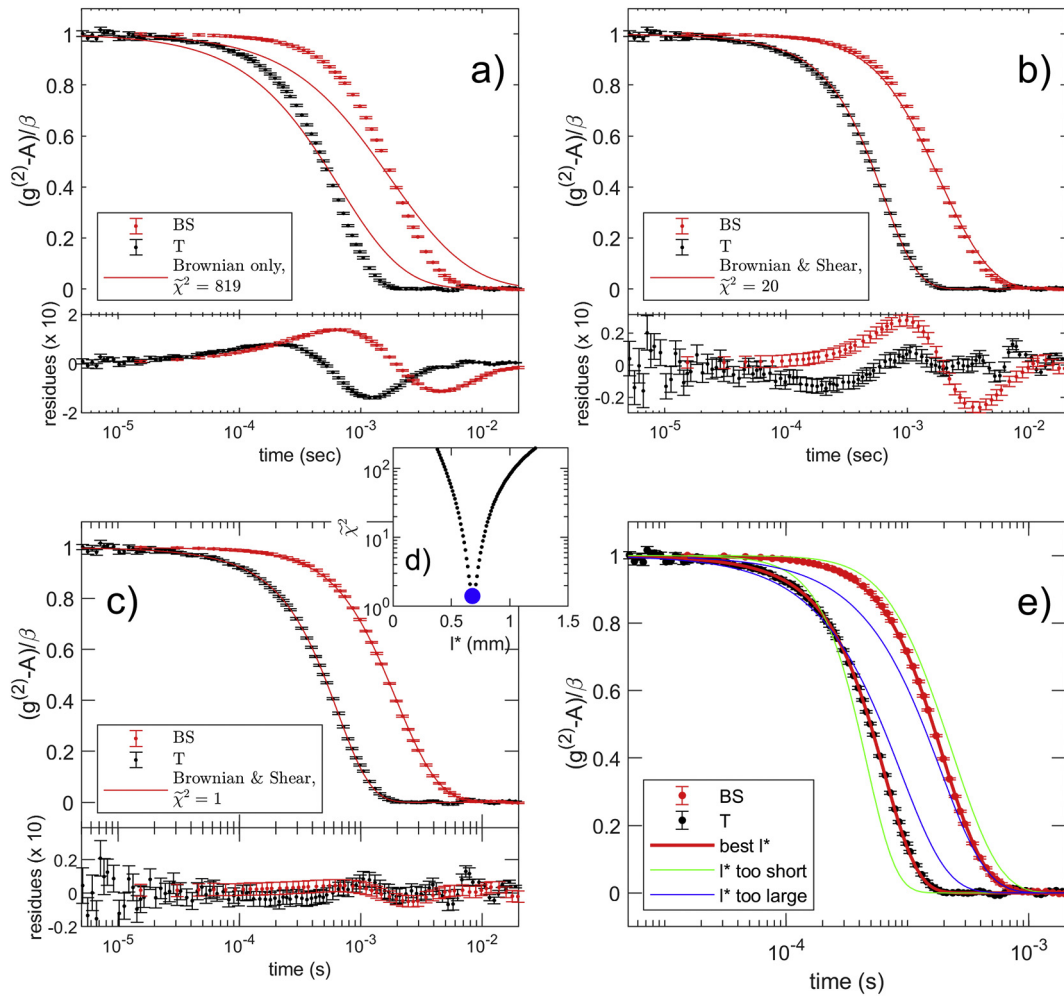 a)
1
0.8
0.6
0.4
0.2
0
(g(2)-A)/β
BS
T
Brownian only,
χ̃² = 819
2
0
-2
residues (x 10)
10-5 10-4 10-3 10-2
time (sec)
b)
1
0.8
0.6
0.4
0.2
0
(g(2)-A)/β
BS
T
Brownian & Shear,
χ̃² = 20
0.2
0
-0.2
residues (x 10)
10-5 10-4 10-3 10-2
time (sec)
c)
1
0.8
0.6
0.4
0.2
0
(g(2)-A)/β
BS
T
Brownian & Shear,
χ̃² = 1
0.2
0
-0.2
residues (x 10)
10-5 10-4 10-3 10-2
time (s)
d)
102
101
100
χ̃²
0 0.5 1 1.5
l* (mm)
e)
1
0.8
0.6
0.4
0.2
0
(g(2)-A)/β
BS
T
best l*
l* too short
l* too large
10-4 10-3
time (s)